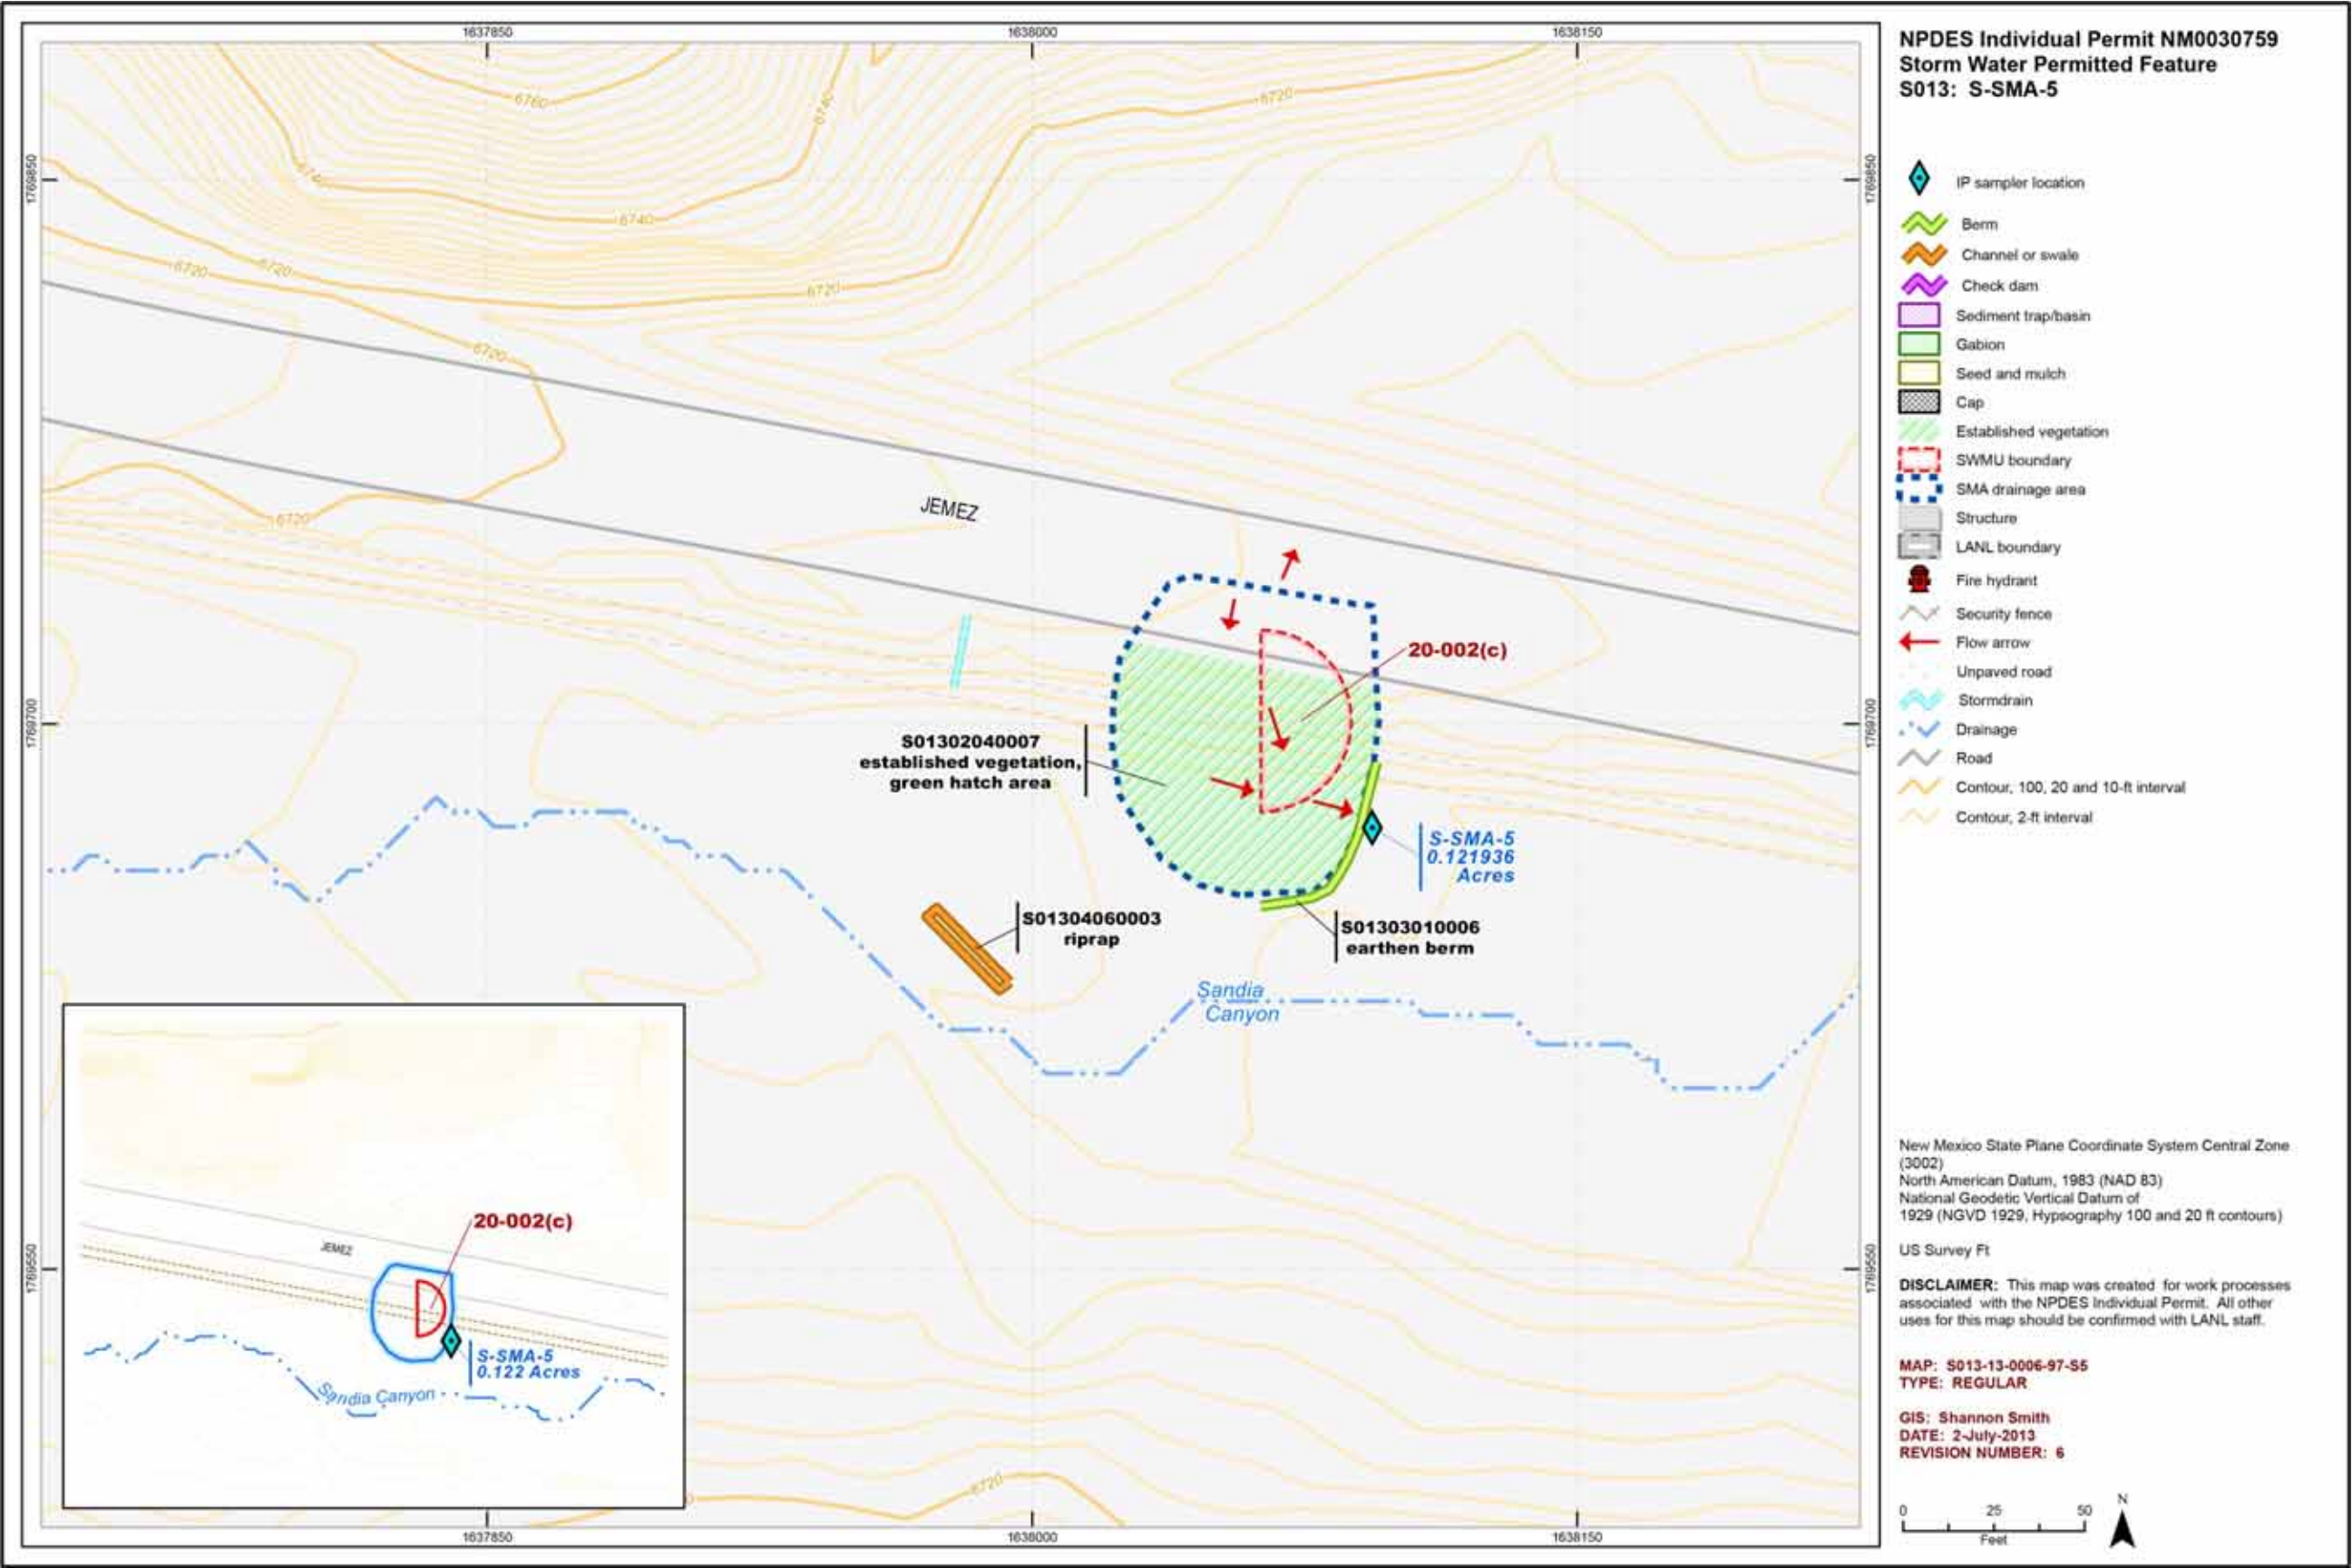 1637850
1638000
1638150
NPDES Individual Permit NM0030759
Storm Water Permitted Feature
S013: S-SMA-5
6760
6740
6720
6740
6740
6720
6720
6720
6720
6720
1769850
1769850
JEMEZ
20-002(c)
1769700
1769700
S01302040007
established vegetation,
green hatch area
S-SMA-5
0.121936
Acres
S01304060003
riprap
S01303010006
earthen berm
Sandia
Canyon
20-002(c)
JEMEZ
S-SMA-5
0.122 Acres
Sandia Canyon
1769550
1769550
6720
1637850
1638000
1638150
IP sampler location
Berm
Channel or swale
Check dam
Sediment trap/basin
Gabion
Seed and mulch
Cap
Established vegetation
SWMU boundary
SMA drainage area
Structure
LANL boundary
Fire hydrant
Security fence
Flow arrow
Unpaved road
Stormdrain
Drainage
Road
Contour, 100, 20 and 10-ft interval
Contour, 2-ft interval
New Mexico State Plane Coordinate System Central Zone
(3002)
North American Datum, 1983 (NAD 83)
National Geodetic Vertical Datum of
1929 (NGVD 1929, Hypsography 100 and 20 ft contours)
US Survey Ft
DISCLAIMER: This map was created for work processes
associated with the NPDES Individual Permit. All other
uses for this map should be confirmed with LANL staff.
MAP: S013-13-0006-97-S5
TYPE: REGULAR
GIS: Shannon Smith
DATE: 2-July-2013
REVISION NUMBER: 6
0 25 50
Feet
N